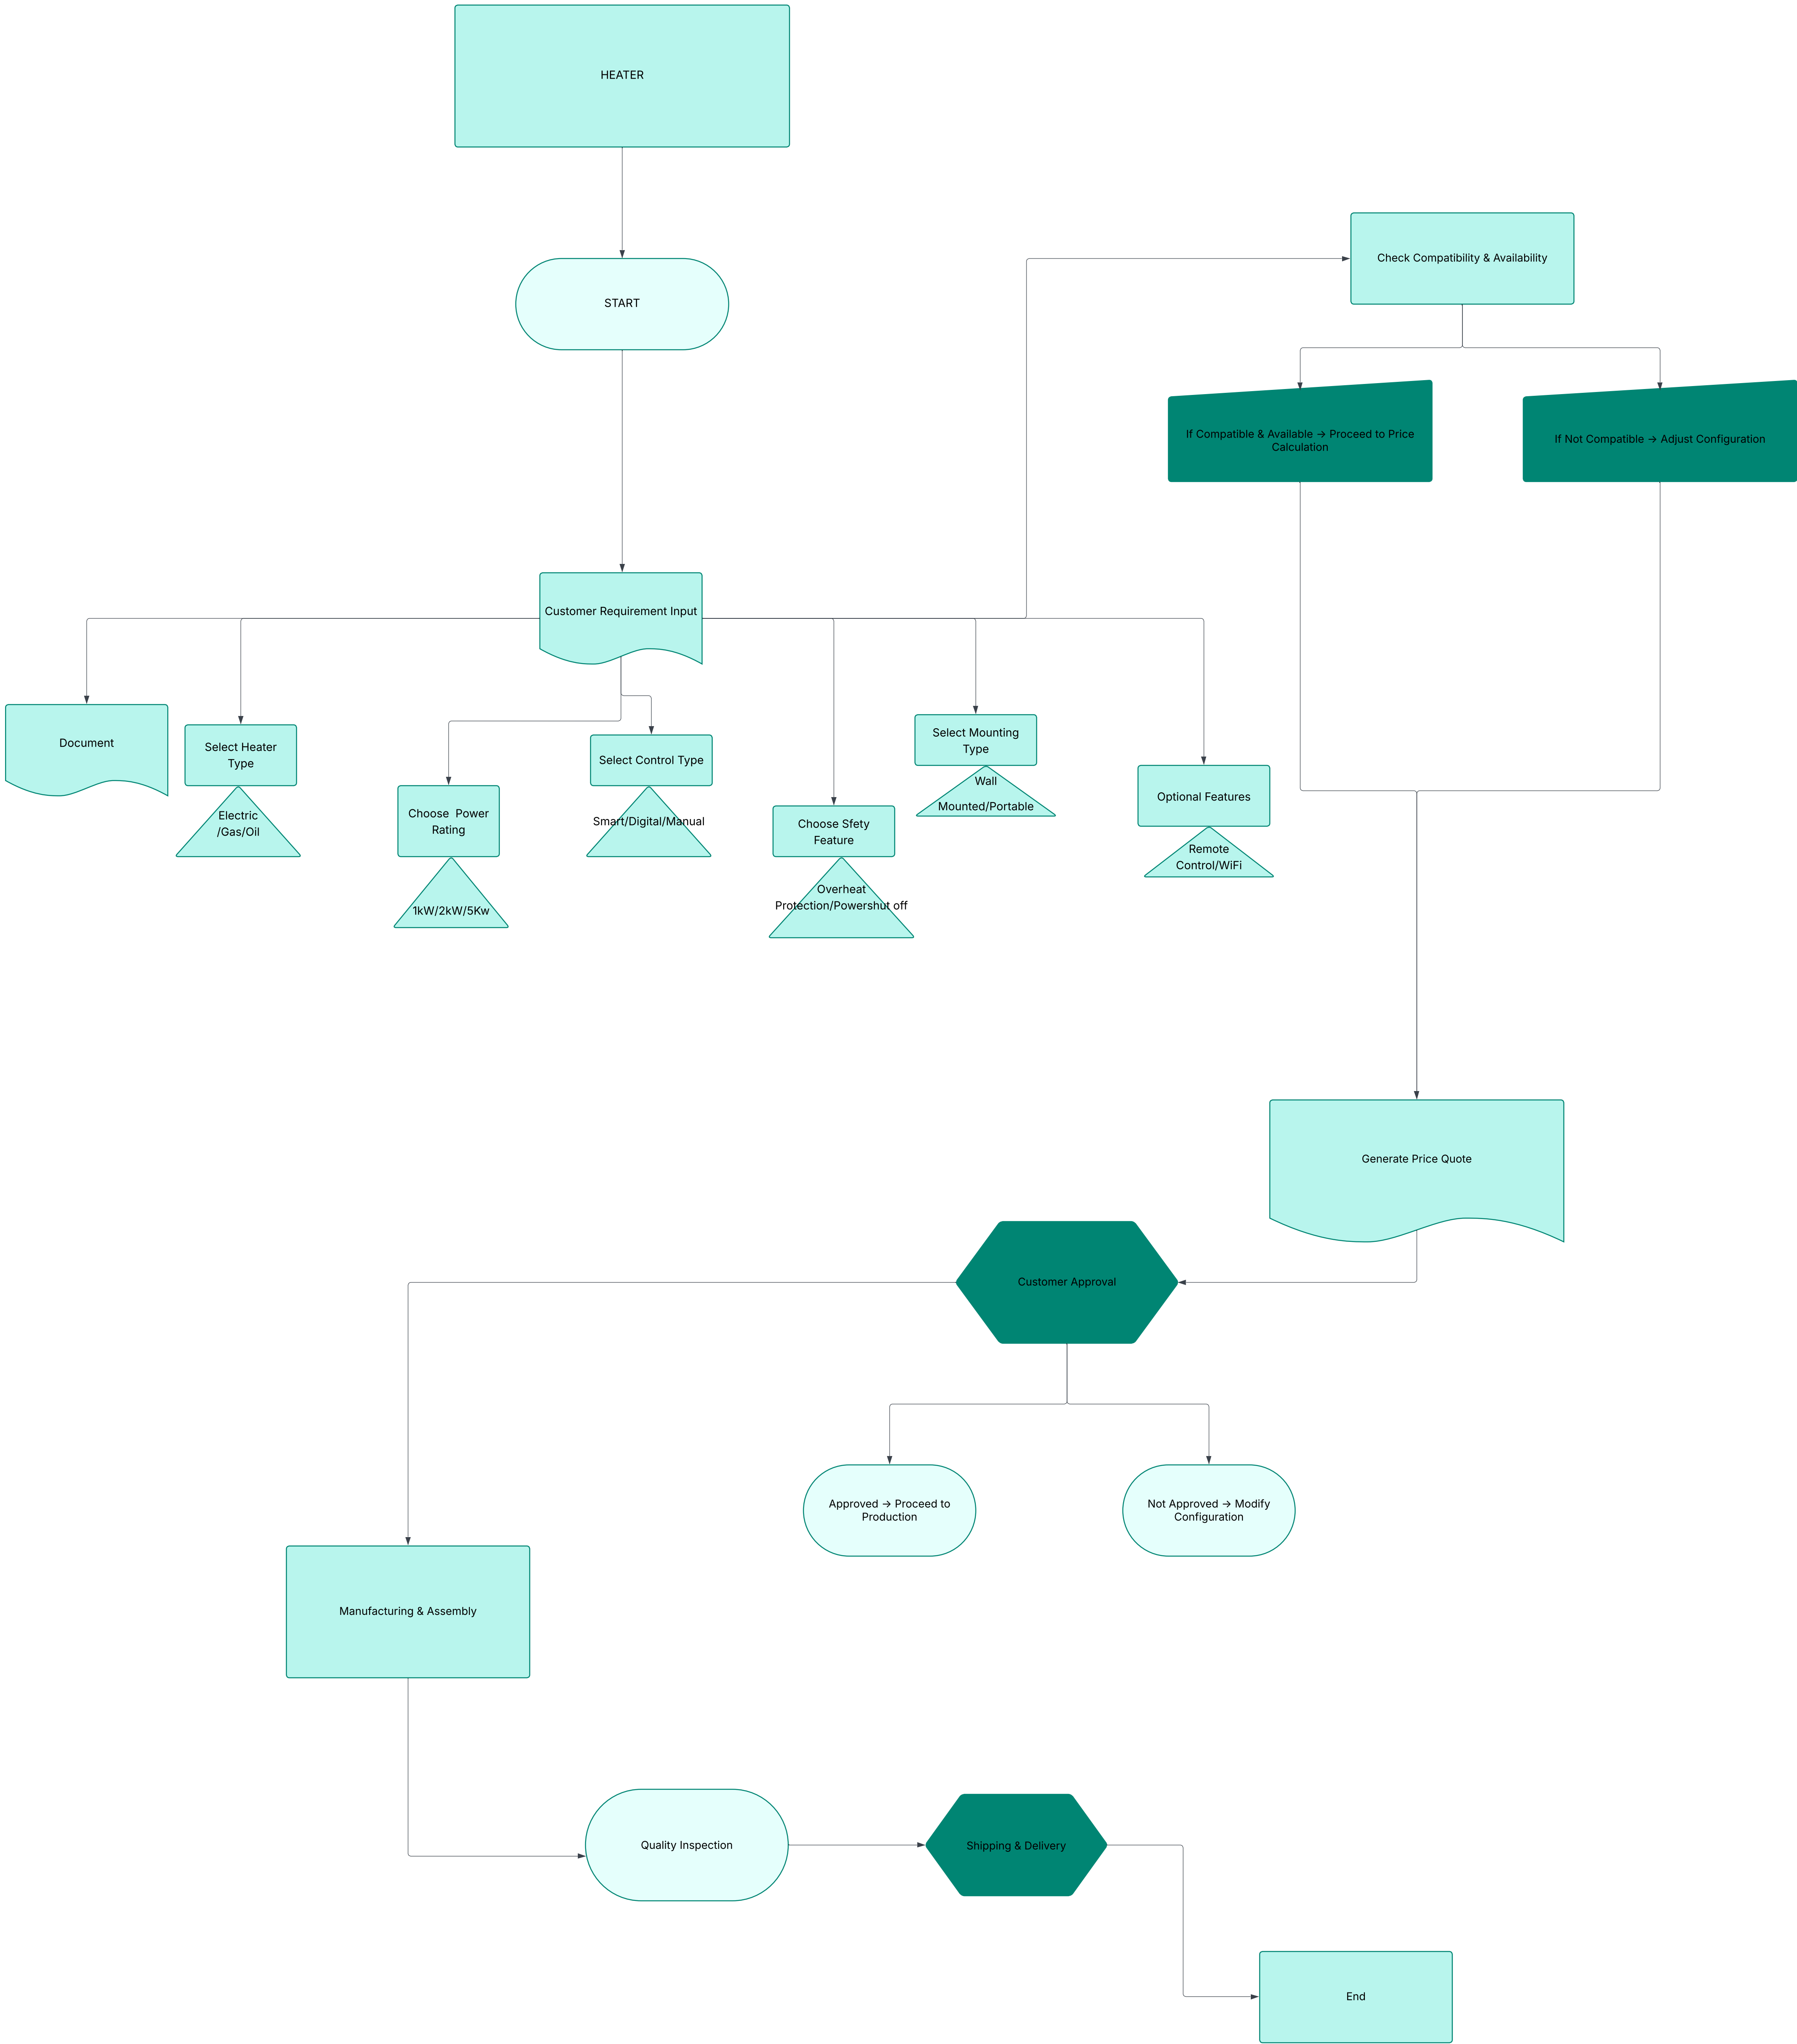 HEATER
START
Check Compatibility & Availability
If Compatible & Available → Proceed to Price
Calculation
If Not Compatible → Adjust Configuration
Customer Requirement Input
Document
Select Heater
Type
Electric
/Gas/Oil
Choose  Power
Rating
1kW/2kW/5Kw
Select Control Type
Smart/Digital/Manual
Choose Sfety
Feature
Overheat
Protection/Powershut off
Select Mounting
Type
Wall
Mounted/Portable
Optional Features
Remote
Control/WiFi
Generate Price Quote
Customer Approval
Approved → Proceed to
Production
Not Approved → Modify
Configuration
Manufacturing & Assembly
Quality Inspection
Shipping & Delivery
End